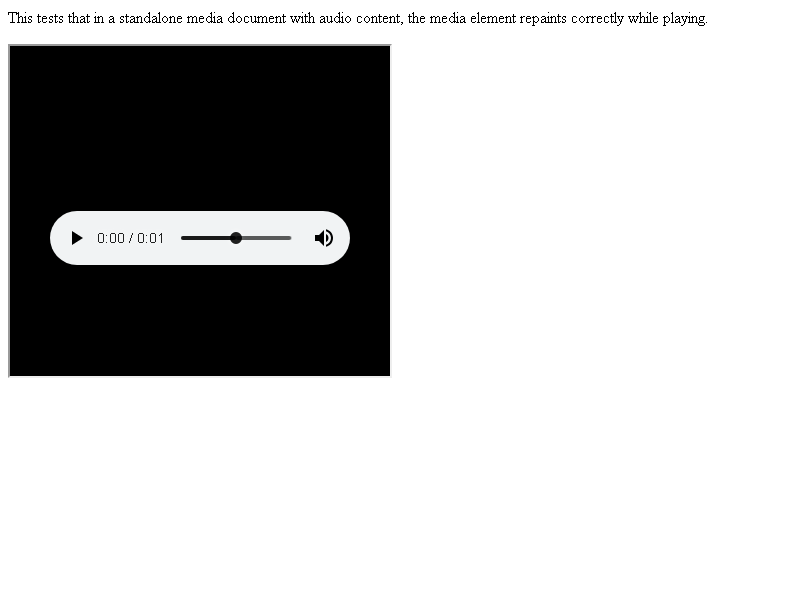 This tests that in a standalone media document with audio content, the media element repaints correctly while playing.
0:00 / 0:01